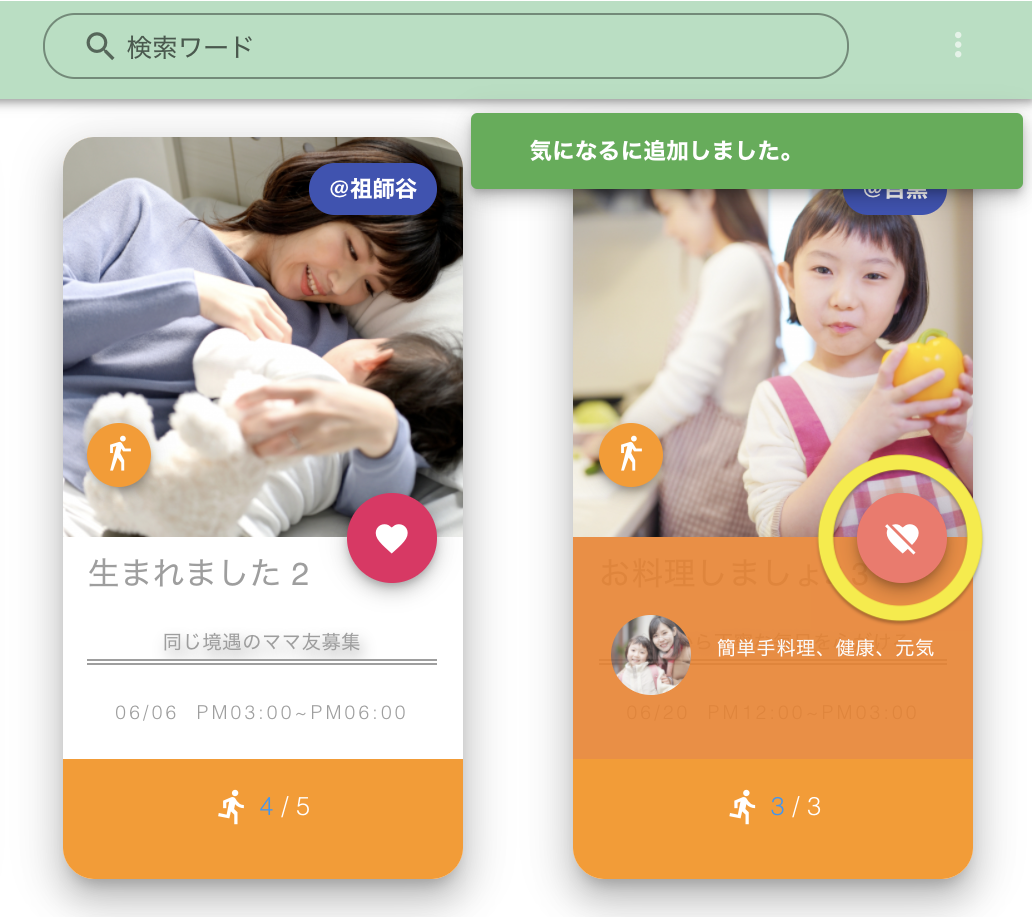 検索ワード
気になるに追加しました。
@祖師谷
@目黒
生まれました 2
同じ境遇のママ友募集
06/06 PM03:00~PM06:00
4 / 5
お料理しましょ
3
簡単手料理、健康、元気
06/20 PM12:00~PM03:00
3 / 3